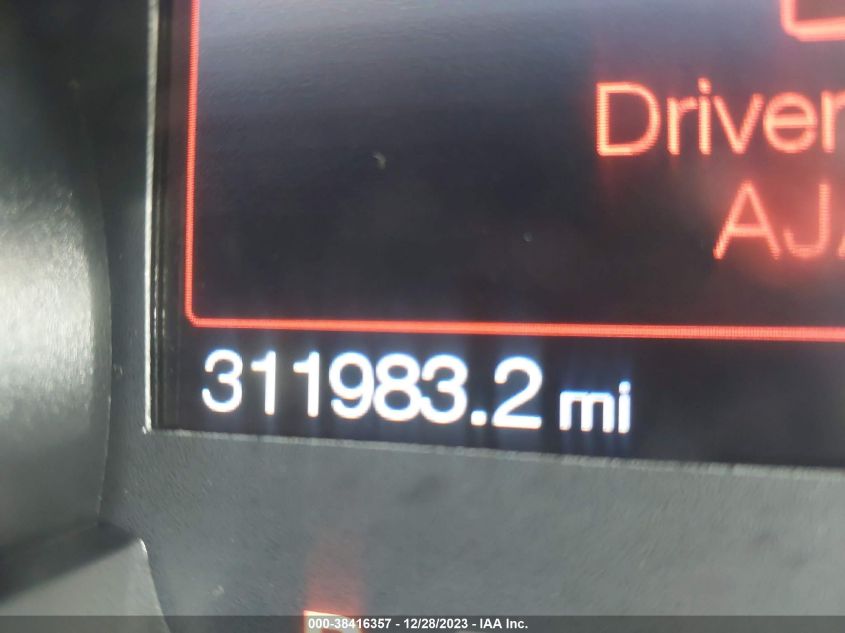 Driver
AJ
311983.2 mi
000-38416357 - 12/28/2023 - IAA Inc.